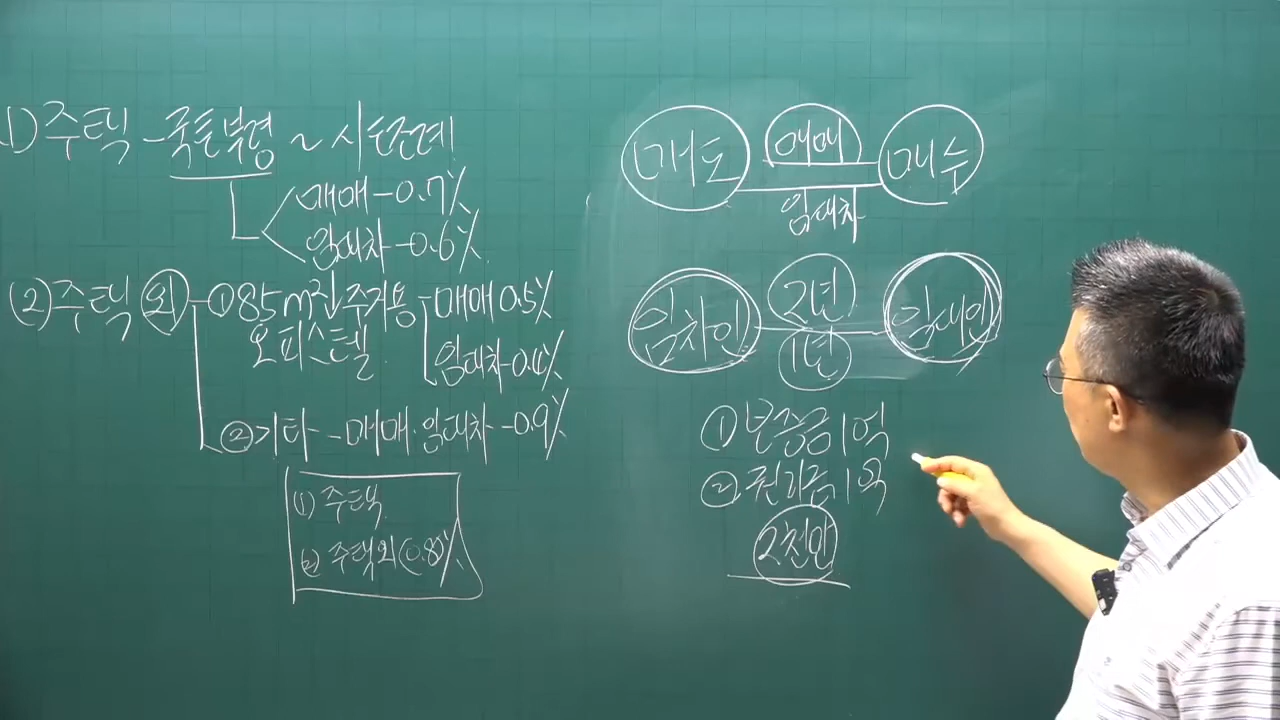 1) 주택 - 국토부령 ~ 시·도조례
매매 - 0.7%
임대차 - 0.6%
(2) 주택 외 ① 85m² 주거용 매매 0.5%
오피스텔 임대차 - 0.4%
② 기타 - 매매·임대차 - 0.9%
(1) 주택
(2) 주택외 (0.8)%
매도 매매 매수
임대차
임차인 2년 임대인
1년
① 보증금 1억
② 권리금 1억
2천만